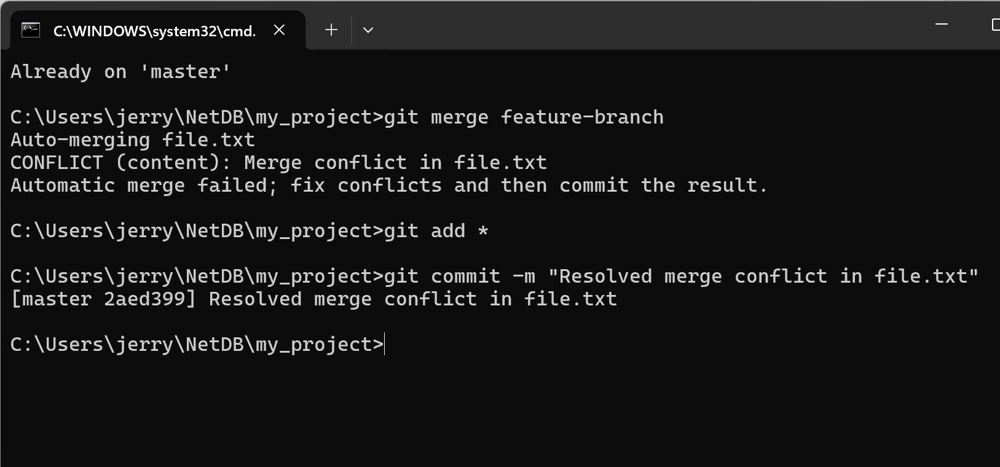 C:\WINDOWS\system32\cmd.
Already on 'master'
C:\Users\jerry\NetDB\my_project>git merge feature-branch
Auto-merging file.txt
CONFLICT (content): Merge conflict in file.txt
Automatic merge failed; fix conflicts and then commit the result.
C:\Users\jerry\NetDB\my_project>git add *
C:\Users\jerry\NetDB\my_project>git commit -m "Resolved merge conflict in file.txt"
[master 2aed399] Resolved merge conflict in file.txt
C:\Users\jerry\NetDB\my_project>